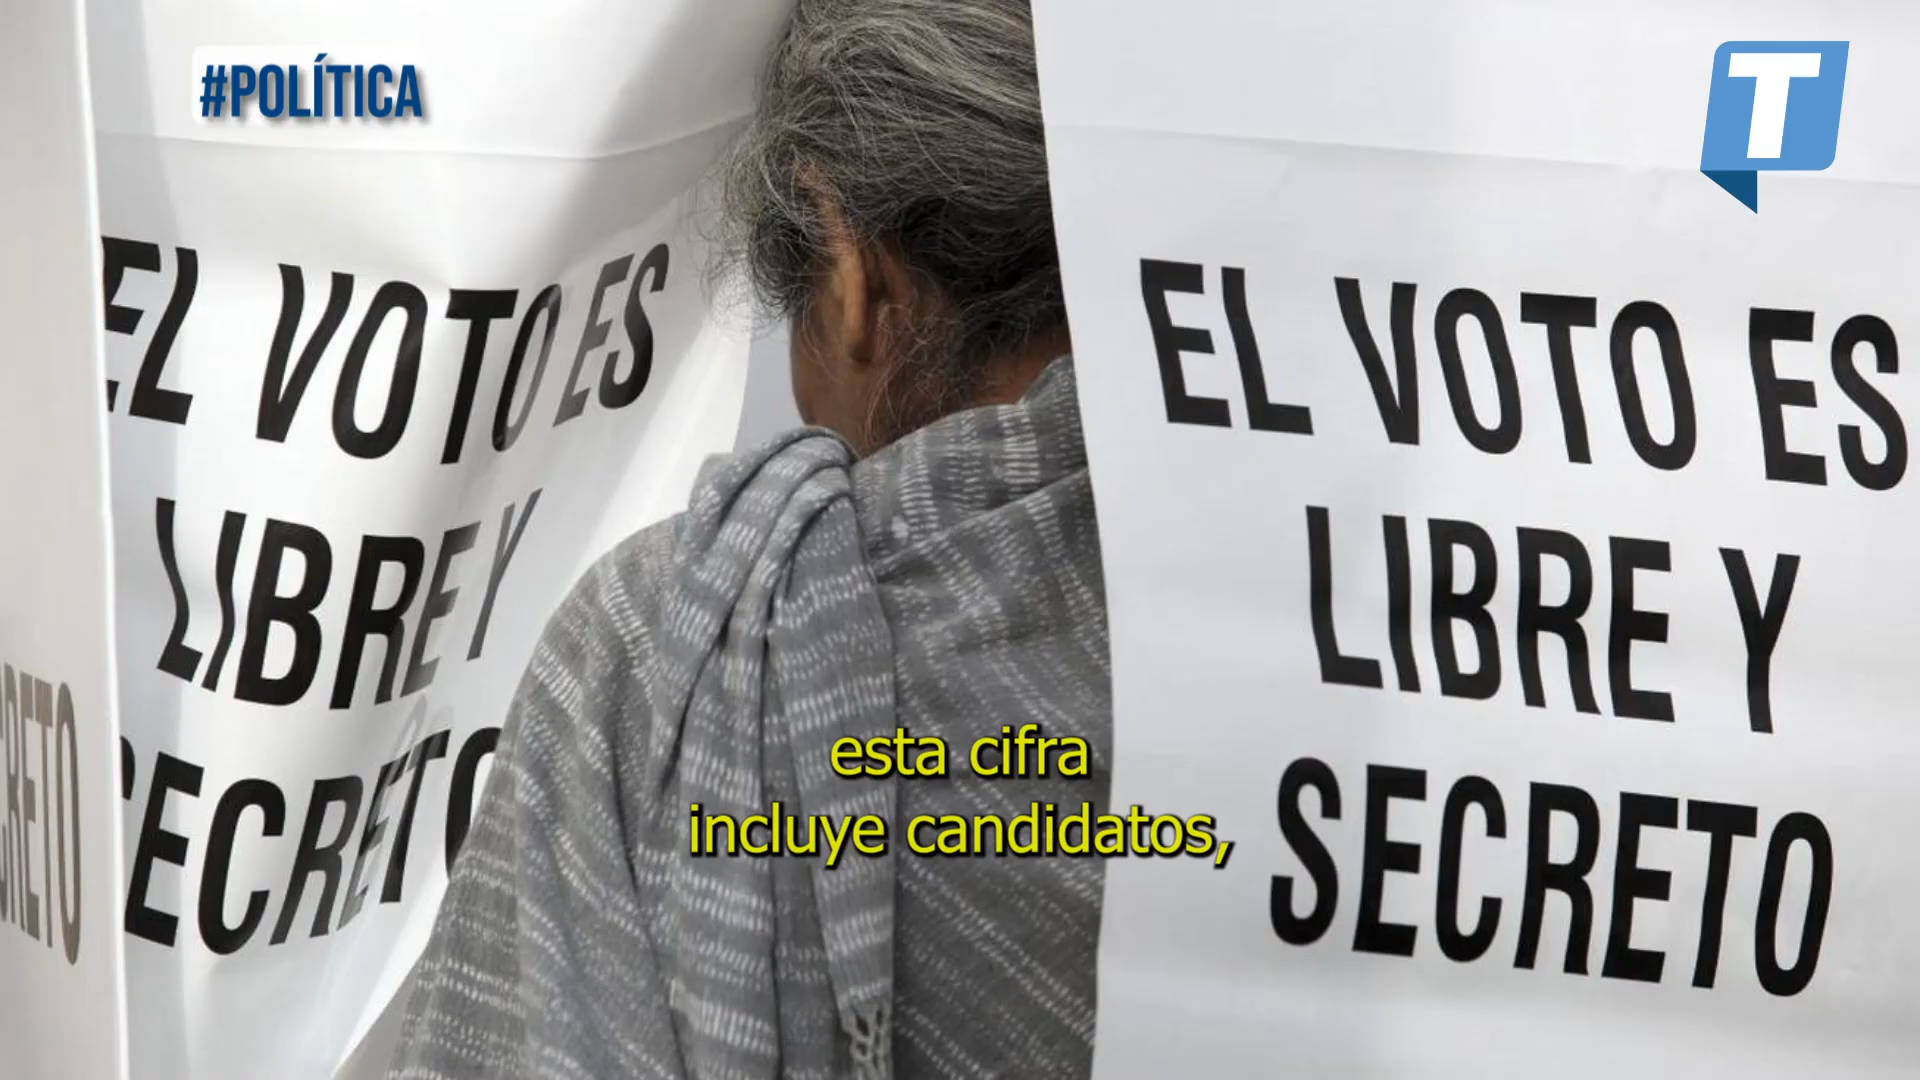 #POLÍTICA
T
EL VOTO ES
LIBRE Y
SECRETO
EL VOTO ES
LIBRE Y
SECRETO
esta cifra
incluye candidatos,